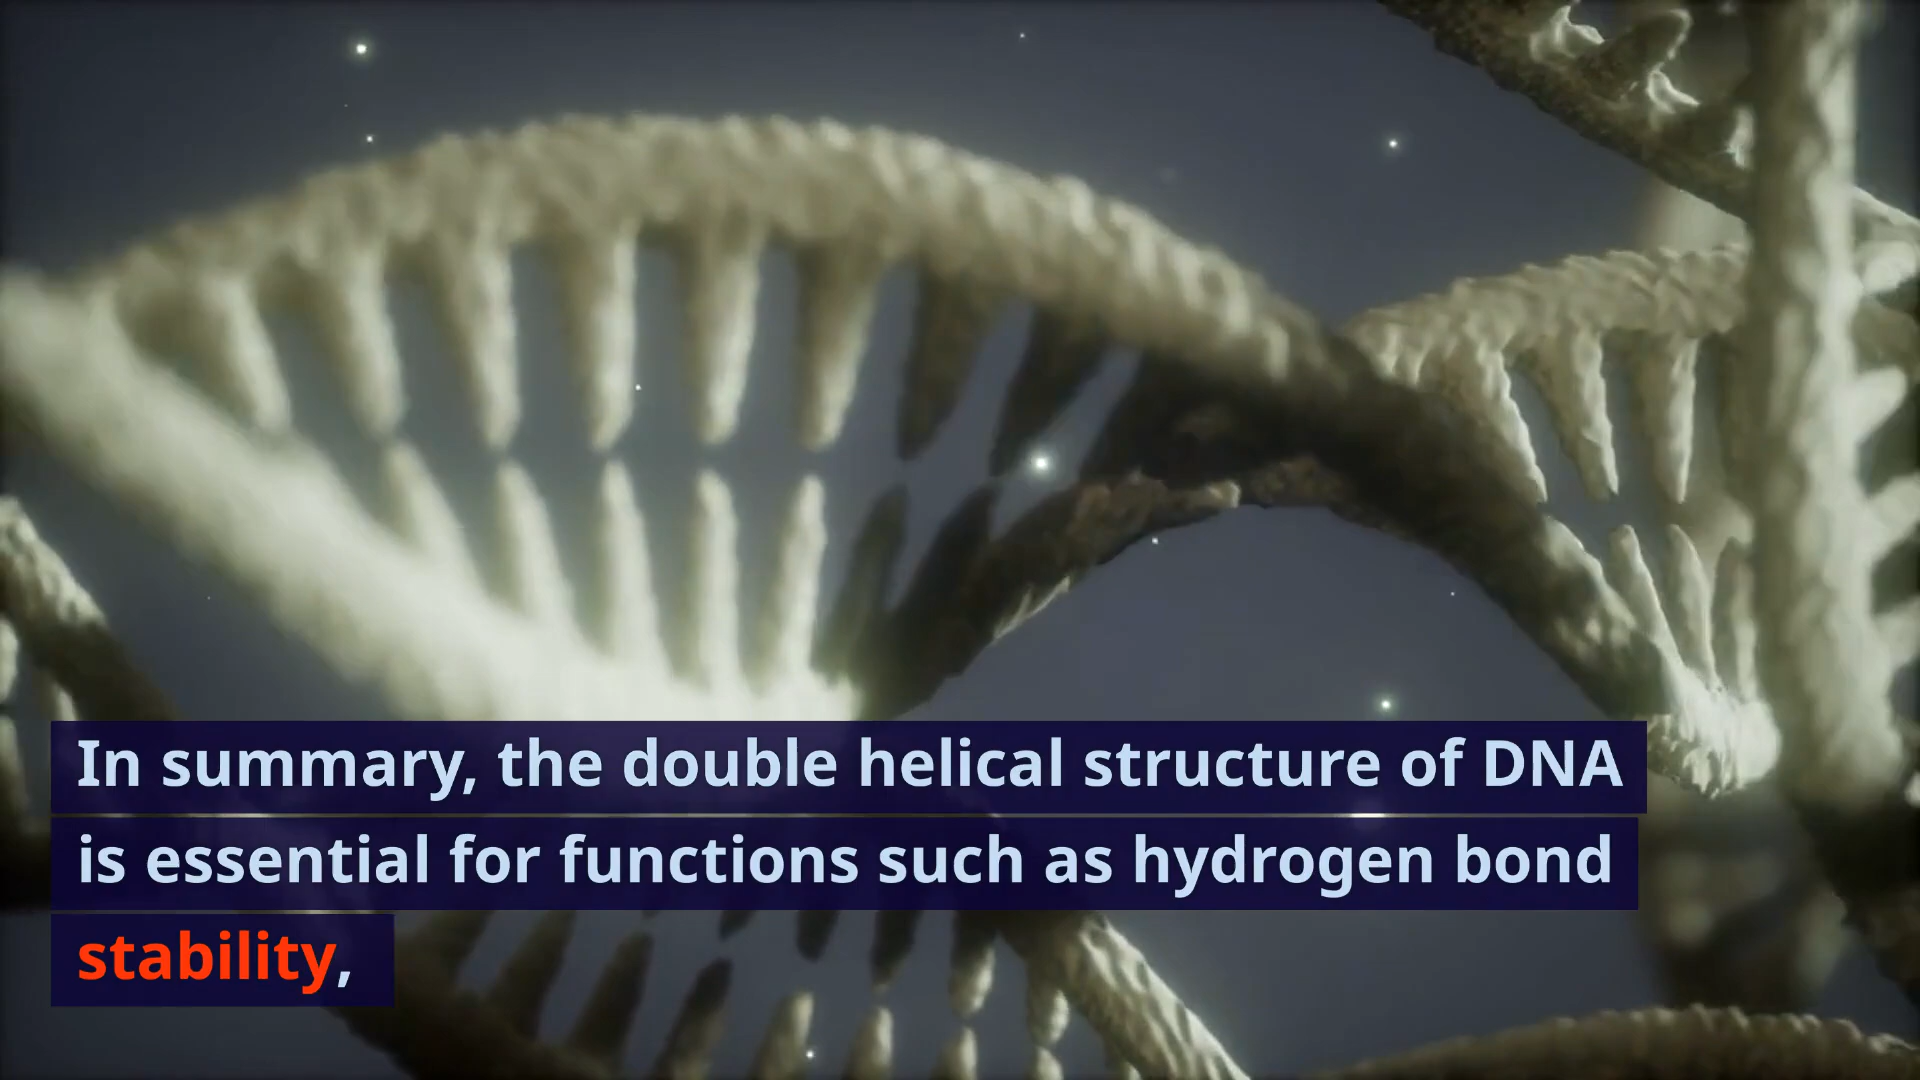 In summary, the double helical structure of DNA
is essential for functions such as hydrogen bond
stability,